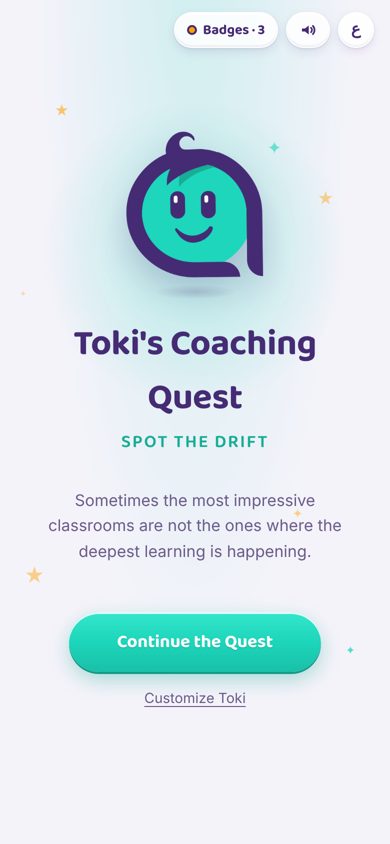 Badges · 3
ع
Toki's Coaching
Quest
SPOT THE DRIFT
Sometimes the most impressive
classrooms are not the ones where the
deepest learning is happening.
Continue the Quest
Customize Toki